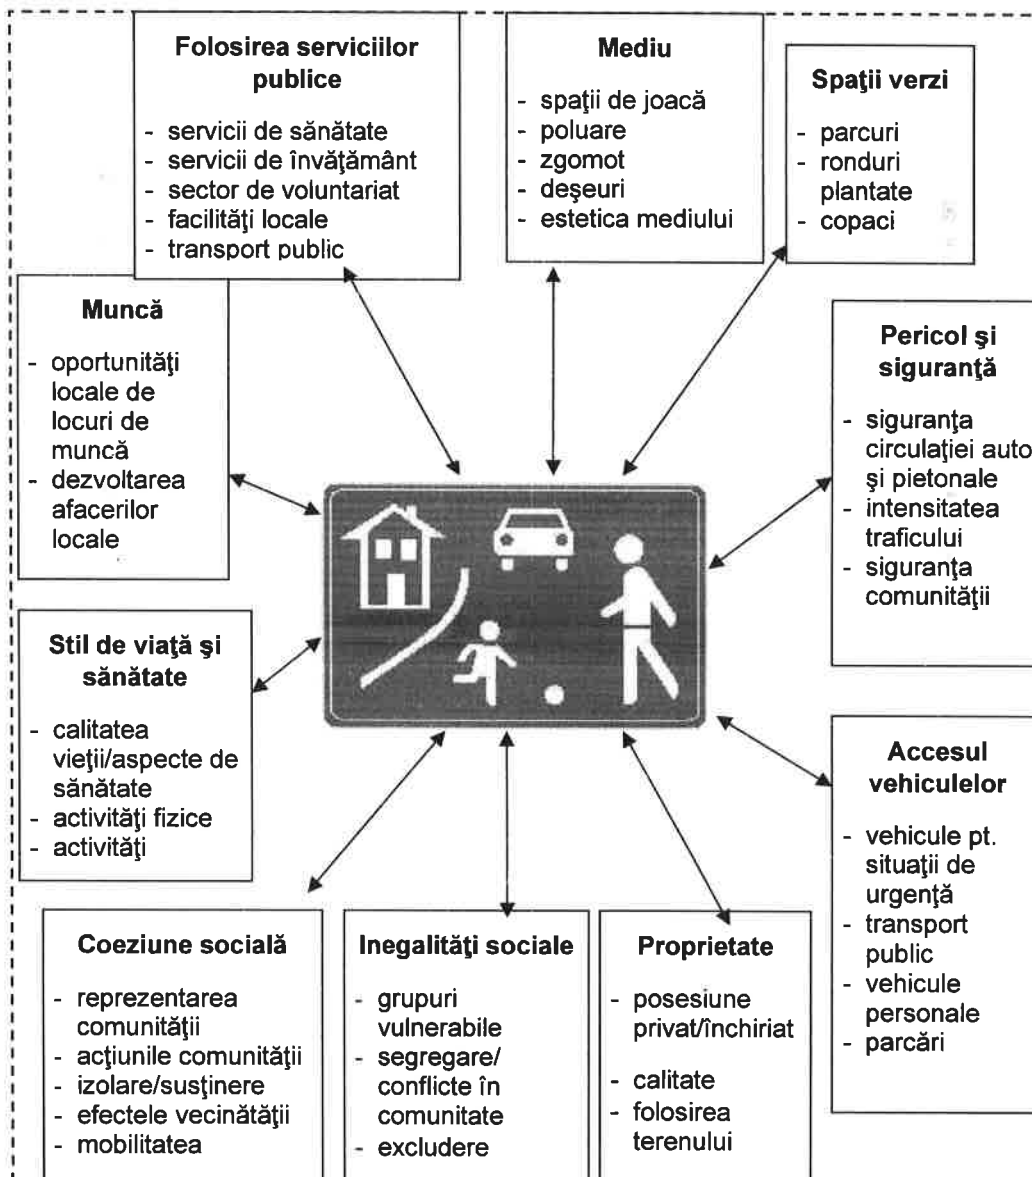 Folosirea serviciilor
publice
- servicii de sănătate
- servicii de învăţământ
- sector de voluntariat
- facilităţi locale
- transport public
Mediu
- spaţii de joacă
- poluare
- zgomot
- deşeuri
- estetica mediului
Spaţii verzi
- parcuri
- ronduri
plantate
- copaci
Muncă
- oportunităţi
locale de
locuri de
muncă
- dezvoltarea
afacerilor
locale
Pericol şi
siguranţă
- siguranţa
circulaţiei auto
şi pietonale
- intensitatea
traficului
- siguranţa
comunităţii
Stil de viaţă şi
sănătate
- calitatea
vieţii/aspecte de
sănătate
- activităţi fizice
- activităţi
Accesul
vehiculelor
- vehicule pt.
situaţii de
urgenţă
- transport
public
- vehicule
personale
- parcări
Coeziune socială
- reprezentarea
comunităţii
- acţiunile comunităţii
- izolare/susţinere
- efectele vecinătăţii
- mobilitatea
Inegalităţi sociale
- grupuri
vulnerabile
- segregare/
conflicte în
comunitate
- excludere
Proprietate
- posesiune
privat/închiriat
- calitate
- folosirea
terenului